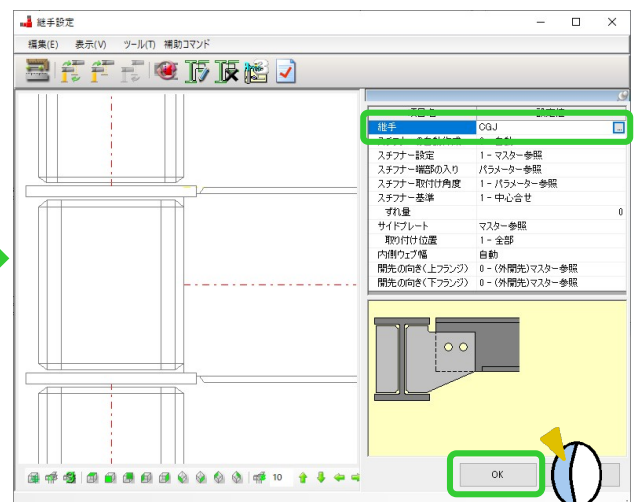 継手設定
編集(E) 表示(V) ツール(T) 補助コマンド
継手 CGJ ...
スチフナー設定 1 - マスター参照
スチフナー端部の入り パラメーター参照
スチフナー取付け角度 1 - パラメーター参照
スチフナー基準 1 - 中心合せ
ずれ量 0
サイドプレート マスター参照
取り付け位置 1 - 全部
内側ウェブ幅 自動
開先の向き(上フランジ) 0 - (外開先)マスター参照
開先の向き(下フランジ) 0 - (外開先)マスター参照
10
OK